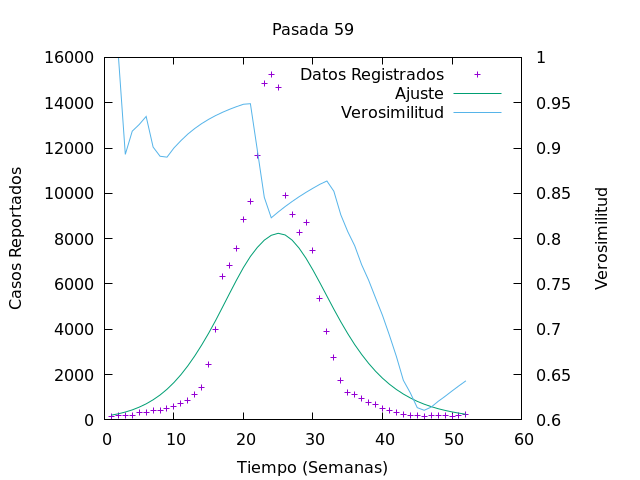 Pasada 59
Casos Reportados
Verosimilitud
Datos Registrados
Ajuste
Verosimilitud
16000
14000
12000
10000
8000
6000
4000
2000
0
1
0.95
0.9
0.85
0.8
0.75
0.7
0.65
0.6
0 10 20 30 40 50 60
Tiempo (Semanas)